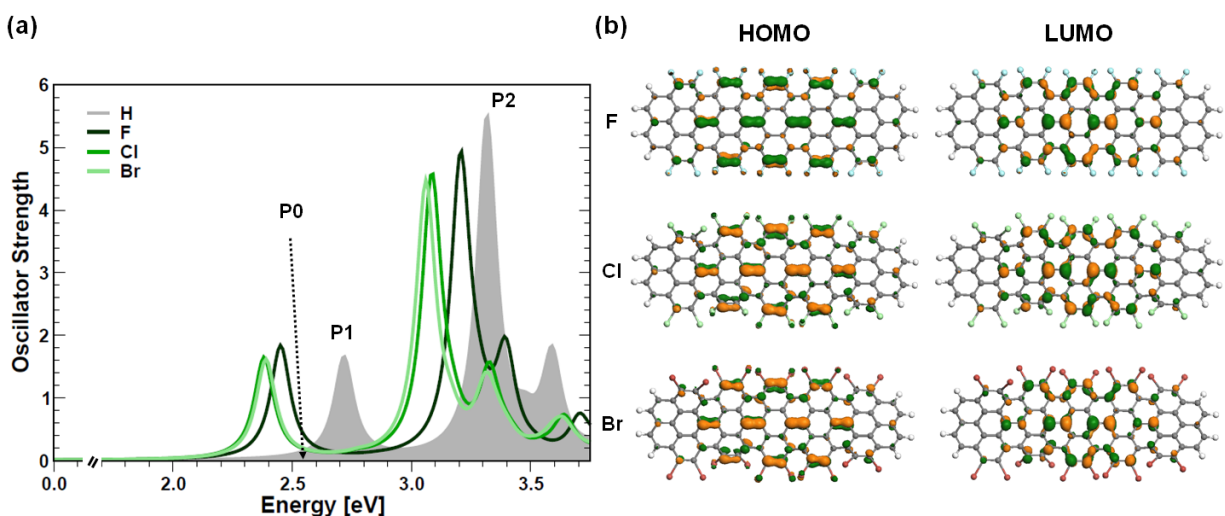 (a)
6
5
4
3
2
1
0
Oscillator Strength
H
F
Cl
Br
P0
P1
P2
0.0 2.0 2.5 3.0 3.5
Energy [eV]
(b)
HOMO LUMO
F
Cl
Br